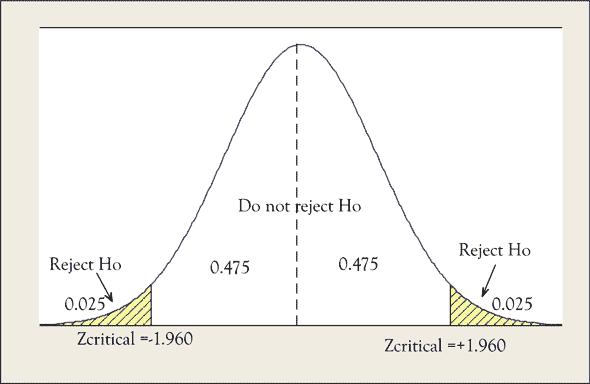 Do not reject Ho
Reject Ho
0.475
0.475
Reject Ho
0.025
0.025
Zcritical =-1.960
Zcritical =+1.960